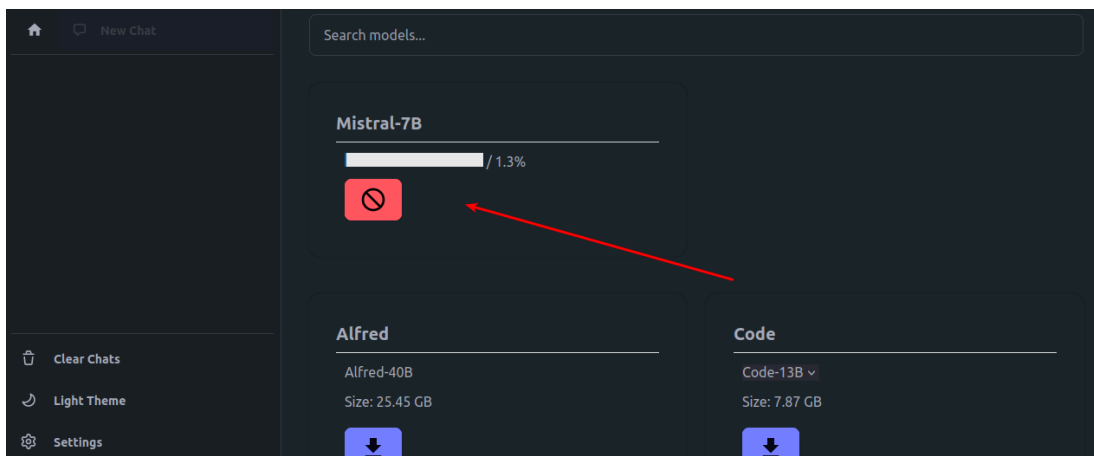 New Chat
Search models...
Mistral-7B
/ 1.3%
Alfred
Alfred-40B
Size: 25.45 GB
Code
Code-13B
Size: 7.87 GB
Clear Chats
Light Theme
Settings